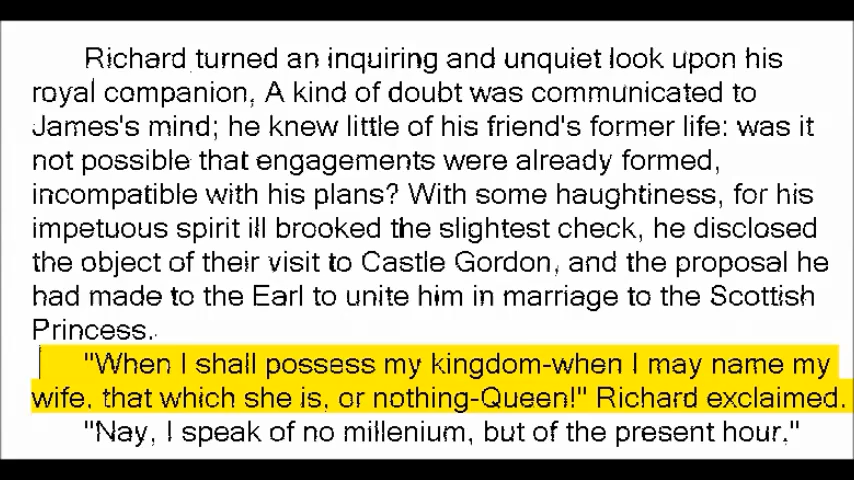 Richard turned an inquiring and unquiet look upon his
royal companion, A kind of doubt was communicated to
James's mind; he knew little of his friend's former life: was it
not possible that engagements were already formed,
incompatible with his plans? With some haughtiness, for his
impetuous spirit ill brooked the slightest check, he disclosed
the object of their visit to Castle Gordon, and the proposal he
had made to the Earl to unite him in marriage to the Scottish
Princess.
"When I shall possess my kingdom-when I may name my
wife, that which she is, or nothing-Queen!" Richard exclaimed.
"Nay, I speak of no millenium, but of the present hour,"